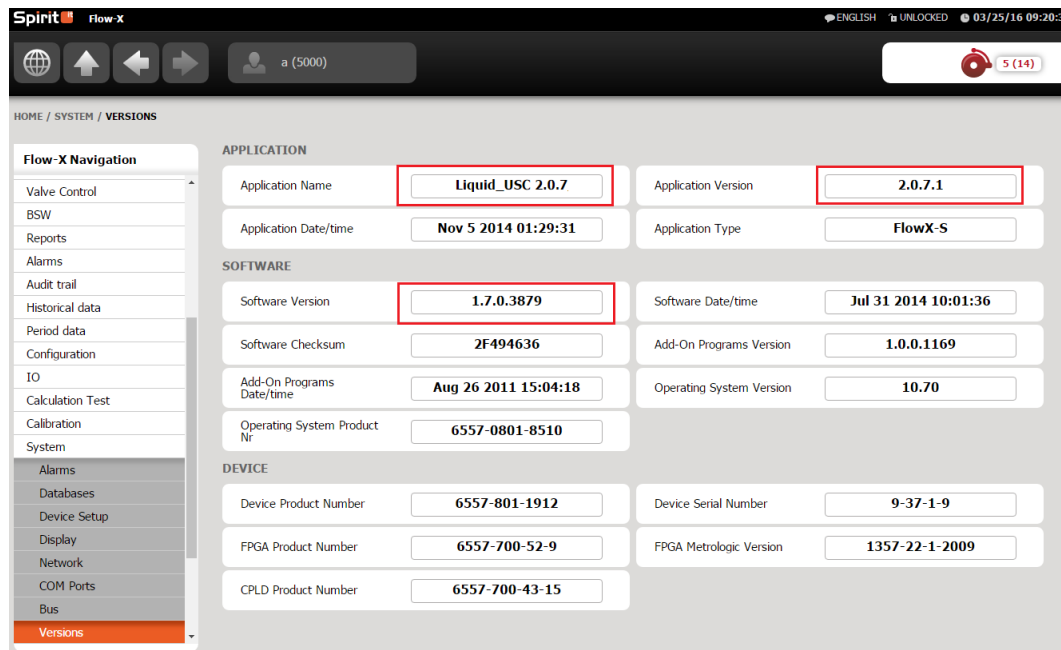 Spirit IT Flow-X
ENGLISH UNLOCKED 03/25/16 09:20:3
a (5000)
5 (14)
HOME / SYSTEM / VERSIONS
Flow-X Navigation
Valve Control
BSW
Reports
Alarms
Audit trail
Historical data
Period data
Configuration
IO
Calculation Test
Calibration
System
Alarms
Databases
Device Setup
Display
Network
COM Ports
Bus
Versions
APPLICATION
Application Name Liquid_USC 2.0.7 Application Version 2.0.7.1
Application Date/time Nov 5 2014 01:29:31 Application Type FlowX-S
SOFTWARE
Software Version 1.7.0.3879 Software Date/time Jul 31 2014 10:01:36
Software Checksum 2F494636 Add-On Programs Version 1.0.0.1169
Add-On Programs
Date/time Aug 26 2011 15:04:18 Operating System Version 10.70
Operating System Product
Nr 6557-0801-8510
DEVICE
Device Product Number 6557-801-1912 Device Serial Number 9-37-1-9
FPGA Product Number 6557-700-52-9 FPGA Metrologic Version 1357-22-1-2009
CPLD Product Number 6557-700-43-15